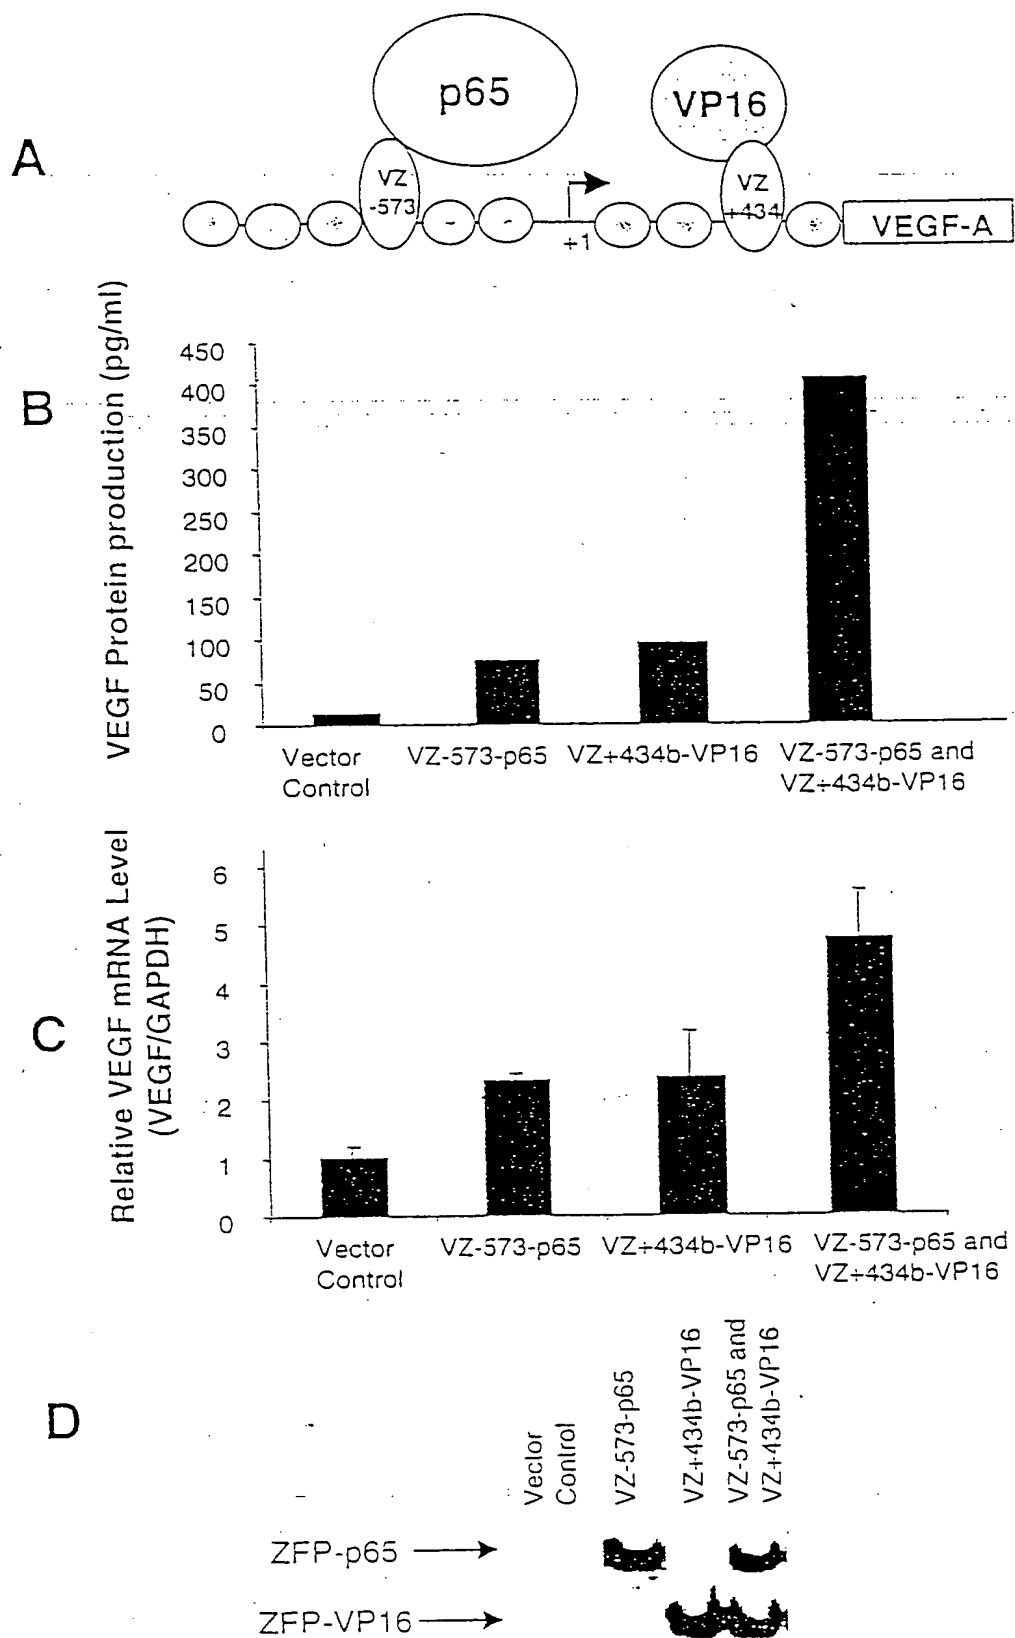 A
p65
VP16
VZ
-573
VZ
+434
+1
VEGF-A
B
VEGF Protein production (pg/ml)
450
400
350
300
250
200
150
100
50
0
Vector
Control
VZ-573-p65
VZ+434b-VP16
VZ-573-p65 and
VZ+434b-VP16
C
Relative VEGF mRNA Level
(VEGF/GAPDH)
6
5
4
3
2
1
0
Vector
Control
VZ-573-p65
VZ+434b-VP16
VZ-573-p65 and
VZ+434b-VP16
D
Vector
Control
VZ-573-p65
VZ+434b-VP16
VZ-573-p65 and
VZ+434b-VP16
ZFP-p65
ZFP-VP16